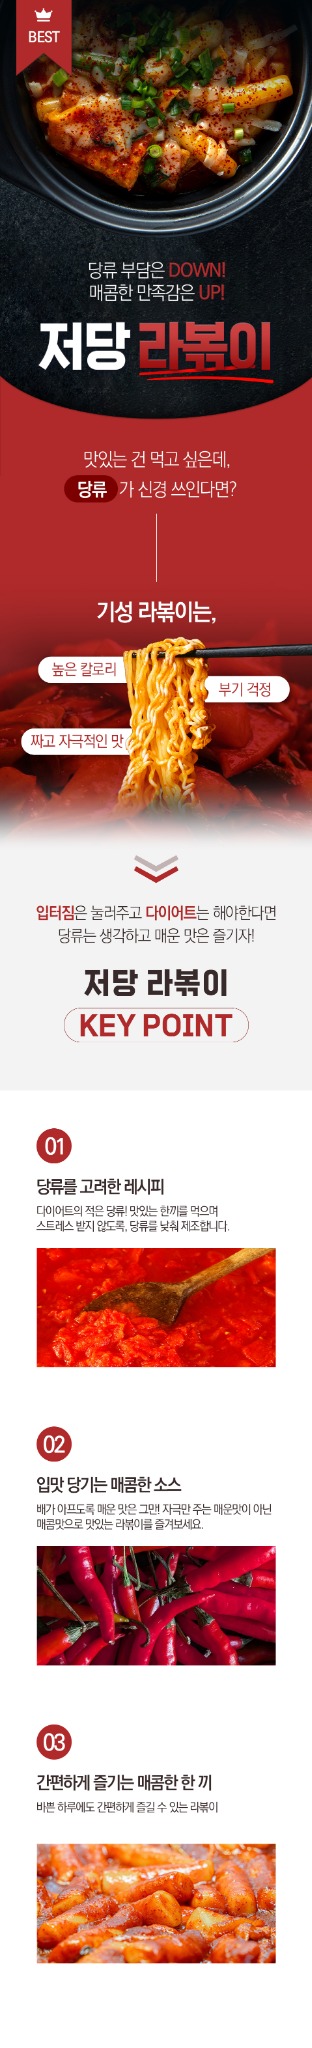 BEST
당류 부담은 DOWN!
매콤한 만족감은 UP!
저당 라볶이
맛있는 건 먹고 싶은데,
당류가 신경 쓰인다면?
기성 라볶이는,
높은 칼로리
부기 걱정
짜고 자극적인 맛
입터짐은 눌러주고 다이어트는 해야한다면
당류는 생각하고 매운 맛은 즐기자!
저당 라볶이
KEY POINT
01
당류를 고려한 레시피
다이어트의 적은 당류! 맛있는 한끼를 먹으며
스트레스 받지 않도록, 당류를 낮춰 제조합니다.
02
입맛 당기는 매콤한 소스
배가 아프도록 매운 맛은 그만! 자극만 주는 매운맛이 아닌
매콤맛으로 맛있는 라볶이를 즐겨보세요.
03
간편하게 즐기는 매콤한 한 끼
바쁜 하루에도 간편하게 즐길 수 있는 라볶이